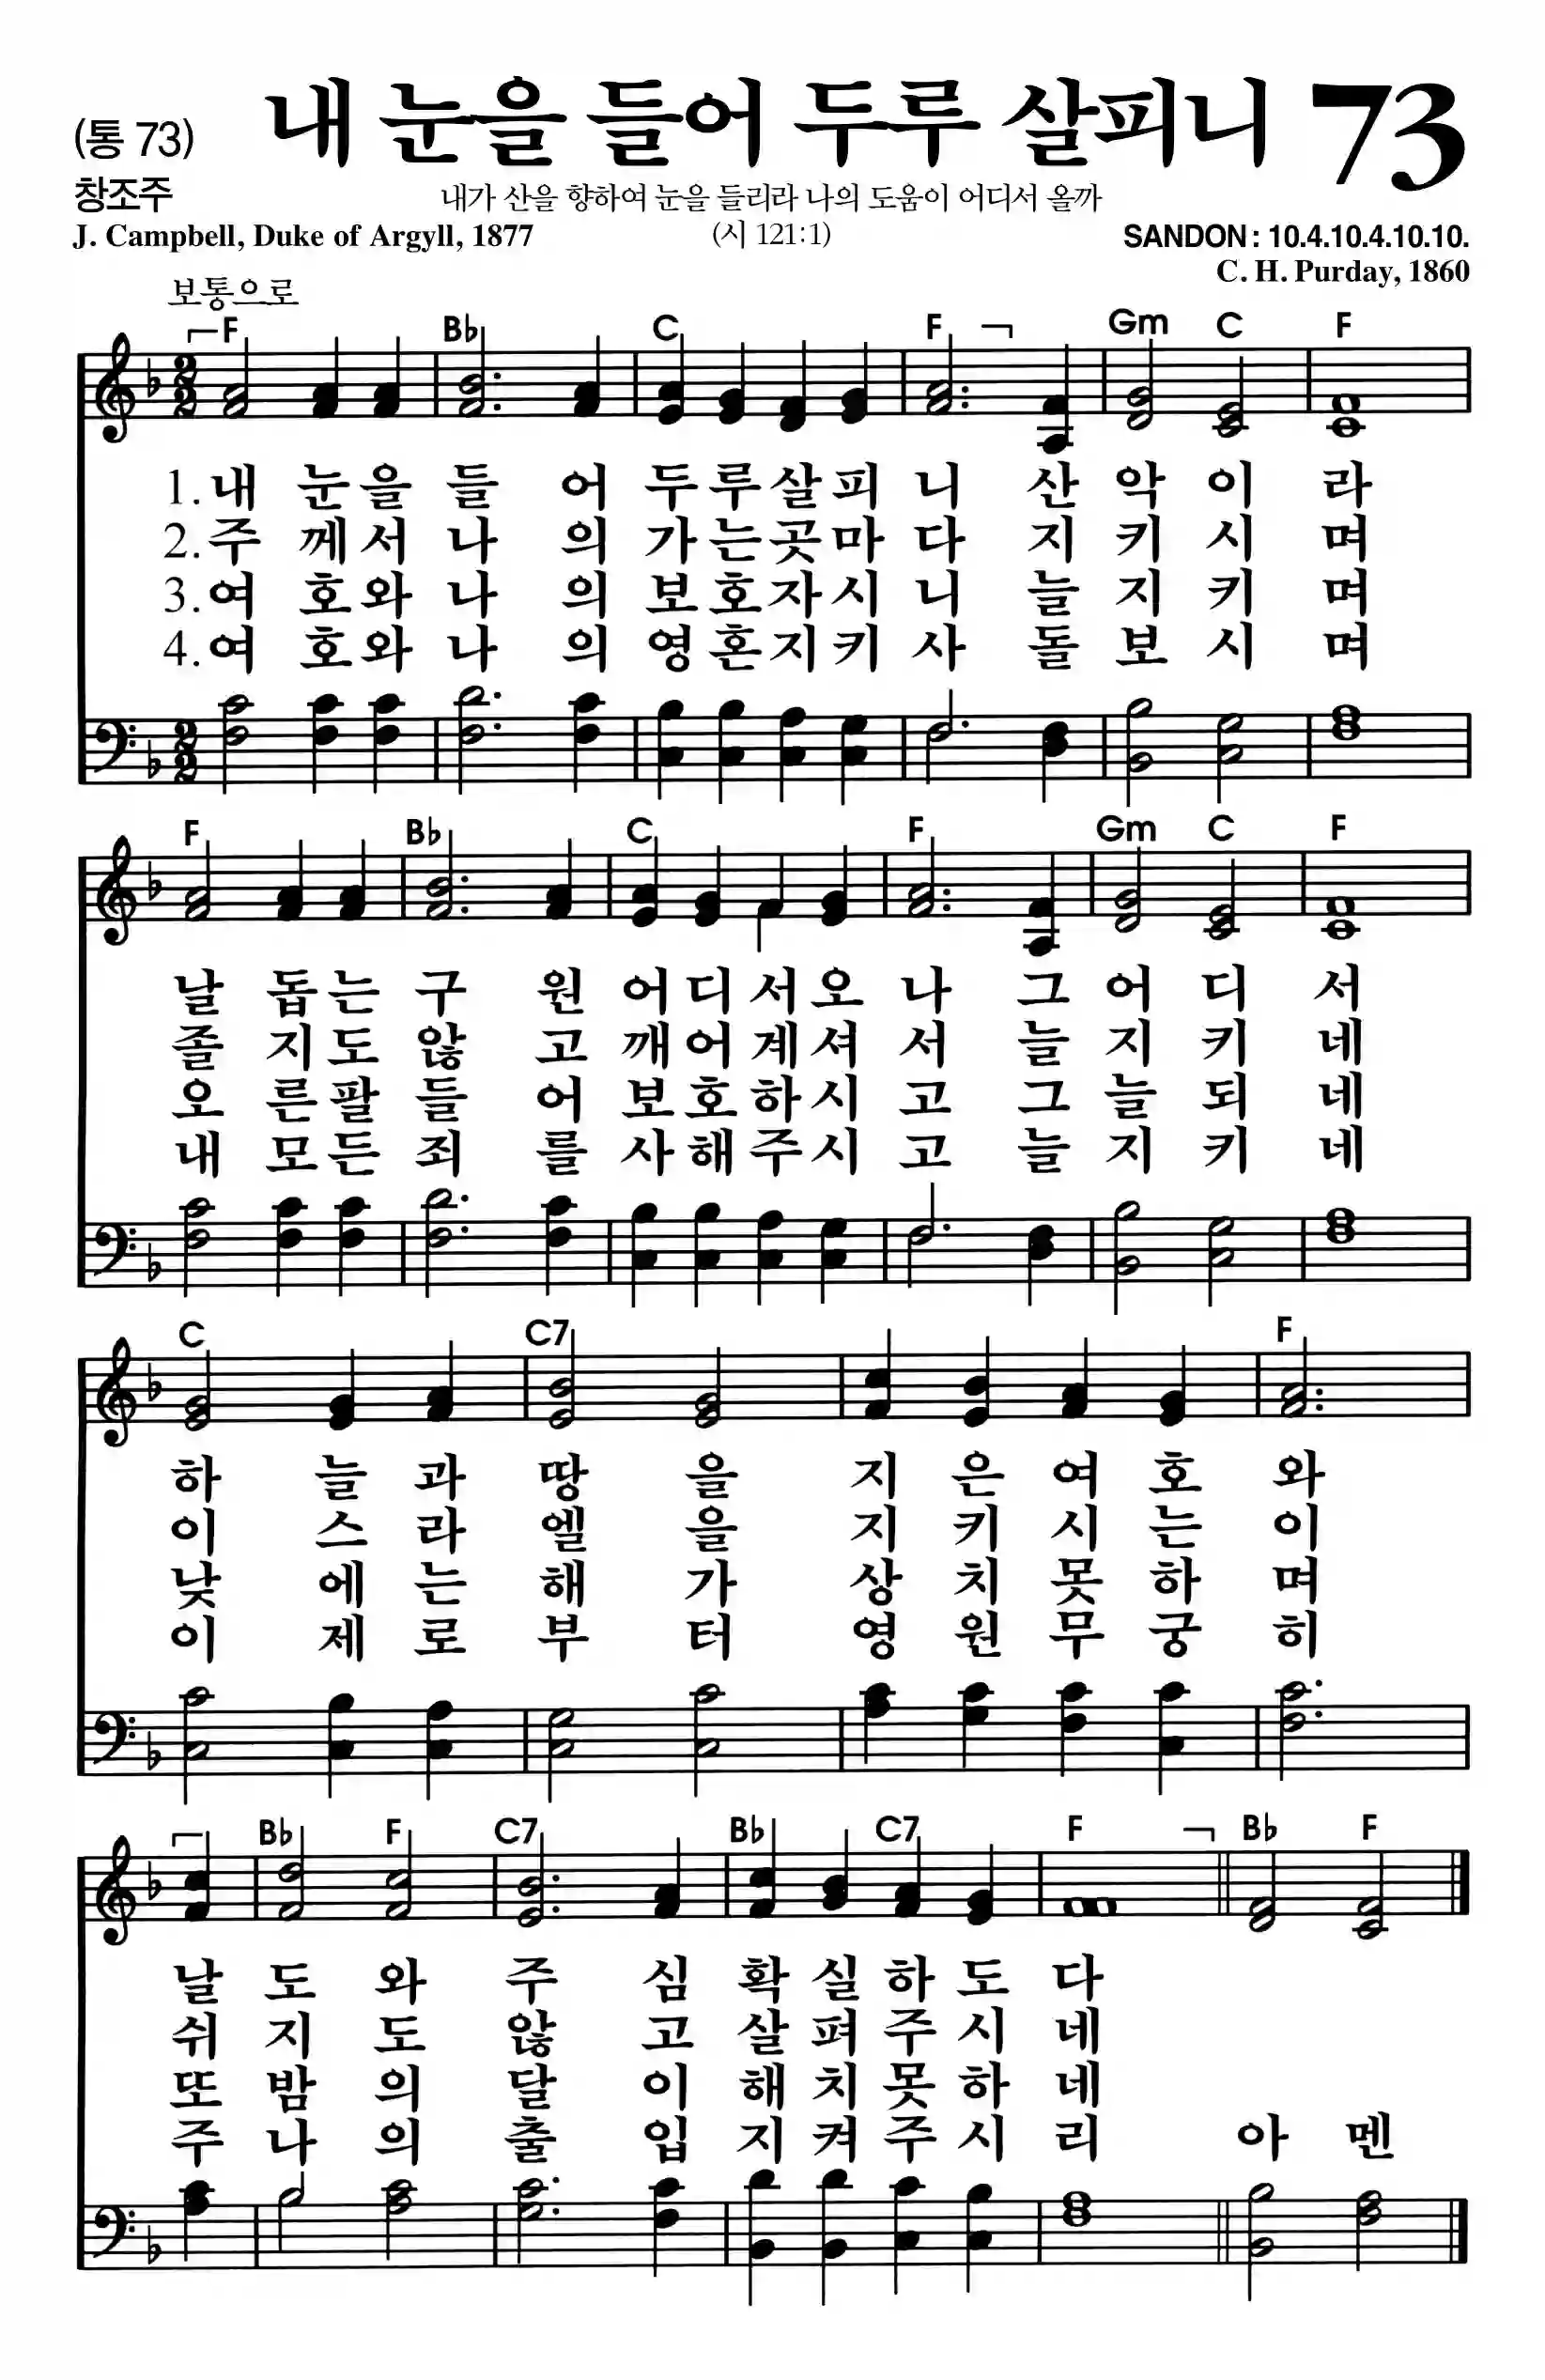 (통 73) 내 눈을 들어 두루 살피니 73
창조주 내가 산을 향하여 눈을 들리라 나의 도움이 어디서 올까
J. Campbell, Duke of Argyll, 1877 (시 121:1) SANDON : 10.4.10.4.10.10.
C. H. Purday, 1860
보통으로
F B♭ C F Gm C F
1. 내 눈을 들 어 두루살피 니 산 악 이 라
2. 주 께서 나 의 가는곳마 다 지 키 시 며
3. 여 호와 나 의 보호자시 니 늘 지 키 며
4. 여 호와 나 의 영혼지키 사 돌 보 시 며
F B♭ C F Gm C F
날 돕는 구 원 어디서오 나 그 어 디 서
졸 지도 않 고 깨어계셔 서 늘 지 키 네
오 른팔 들 어 보호하시 고 그 늘 되 네
내 모든 죄 를 사해주시 고 늘 지 키 네
C C7 F
하 늘 과 땅 을 지 은 여 호 와
이 스 라 엘 을 지 키 시 는 이
낮 에 는 해 가 상 치 못 하 며
이 제 로 부 터 영 원 무 궁 히
B♭ F C7 B♭ C7 F B♭ F
날 도 와 주 심 확 실 하 도 다
쉬 지 도 않 고 살 펴 주 시 네
또 밤 의 달 이 해 치 못 하 네
주 나 의 출 입 지 켜 주 시 리 아 멘